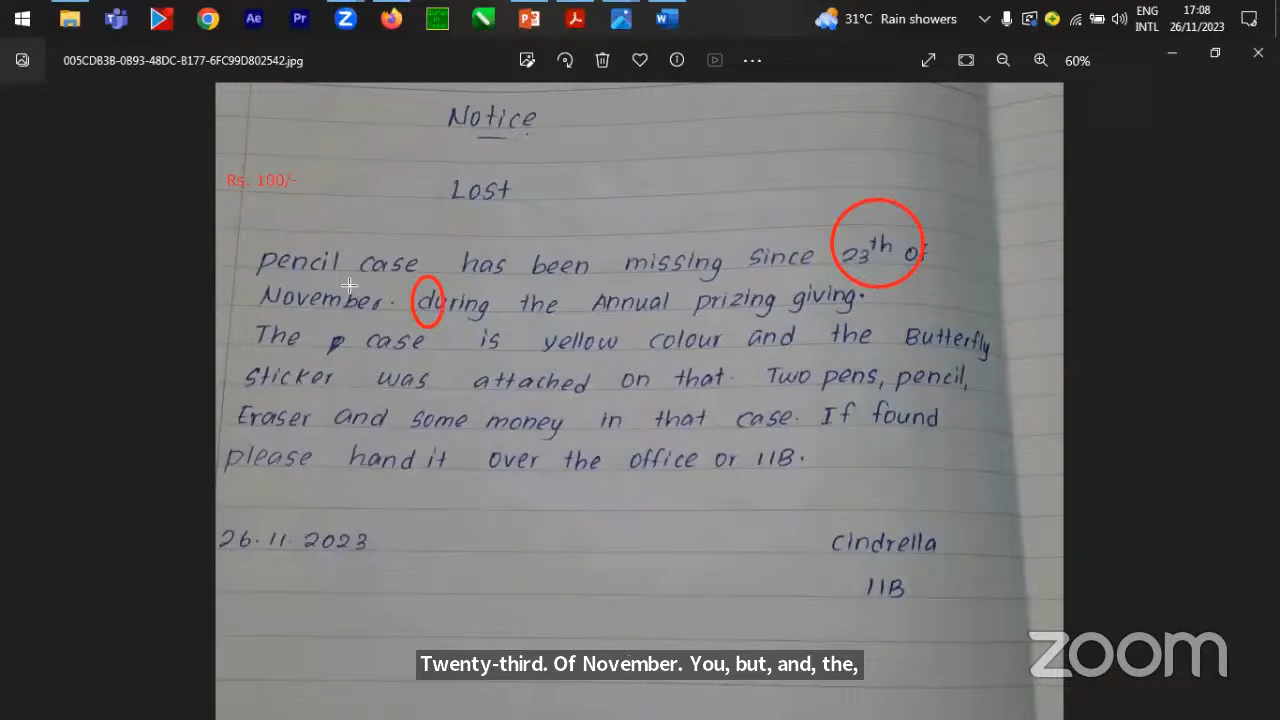 Ae
Pr
31°C Rain showers
ENG
INTL
17:08
26/11/2023
005CDB3B-0B93-48DC-B177-6FC99D802542.jpg
60%
Notice
Rs. 100/-
Lost
pencil case has been missing since 23th of
November. during the Annual prizing giving.
The p case is yellow colour and the Butterfly
sticker was attached on that. Two pens, pencil,
Eraser and some money in that case. If found
please hand it over the office or 11B.
26.11.2023
Cindrella
11B
zoom
Twenty-third. Of November. You, but, and, the,